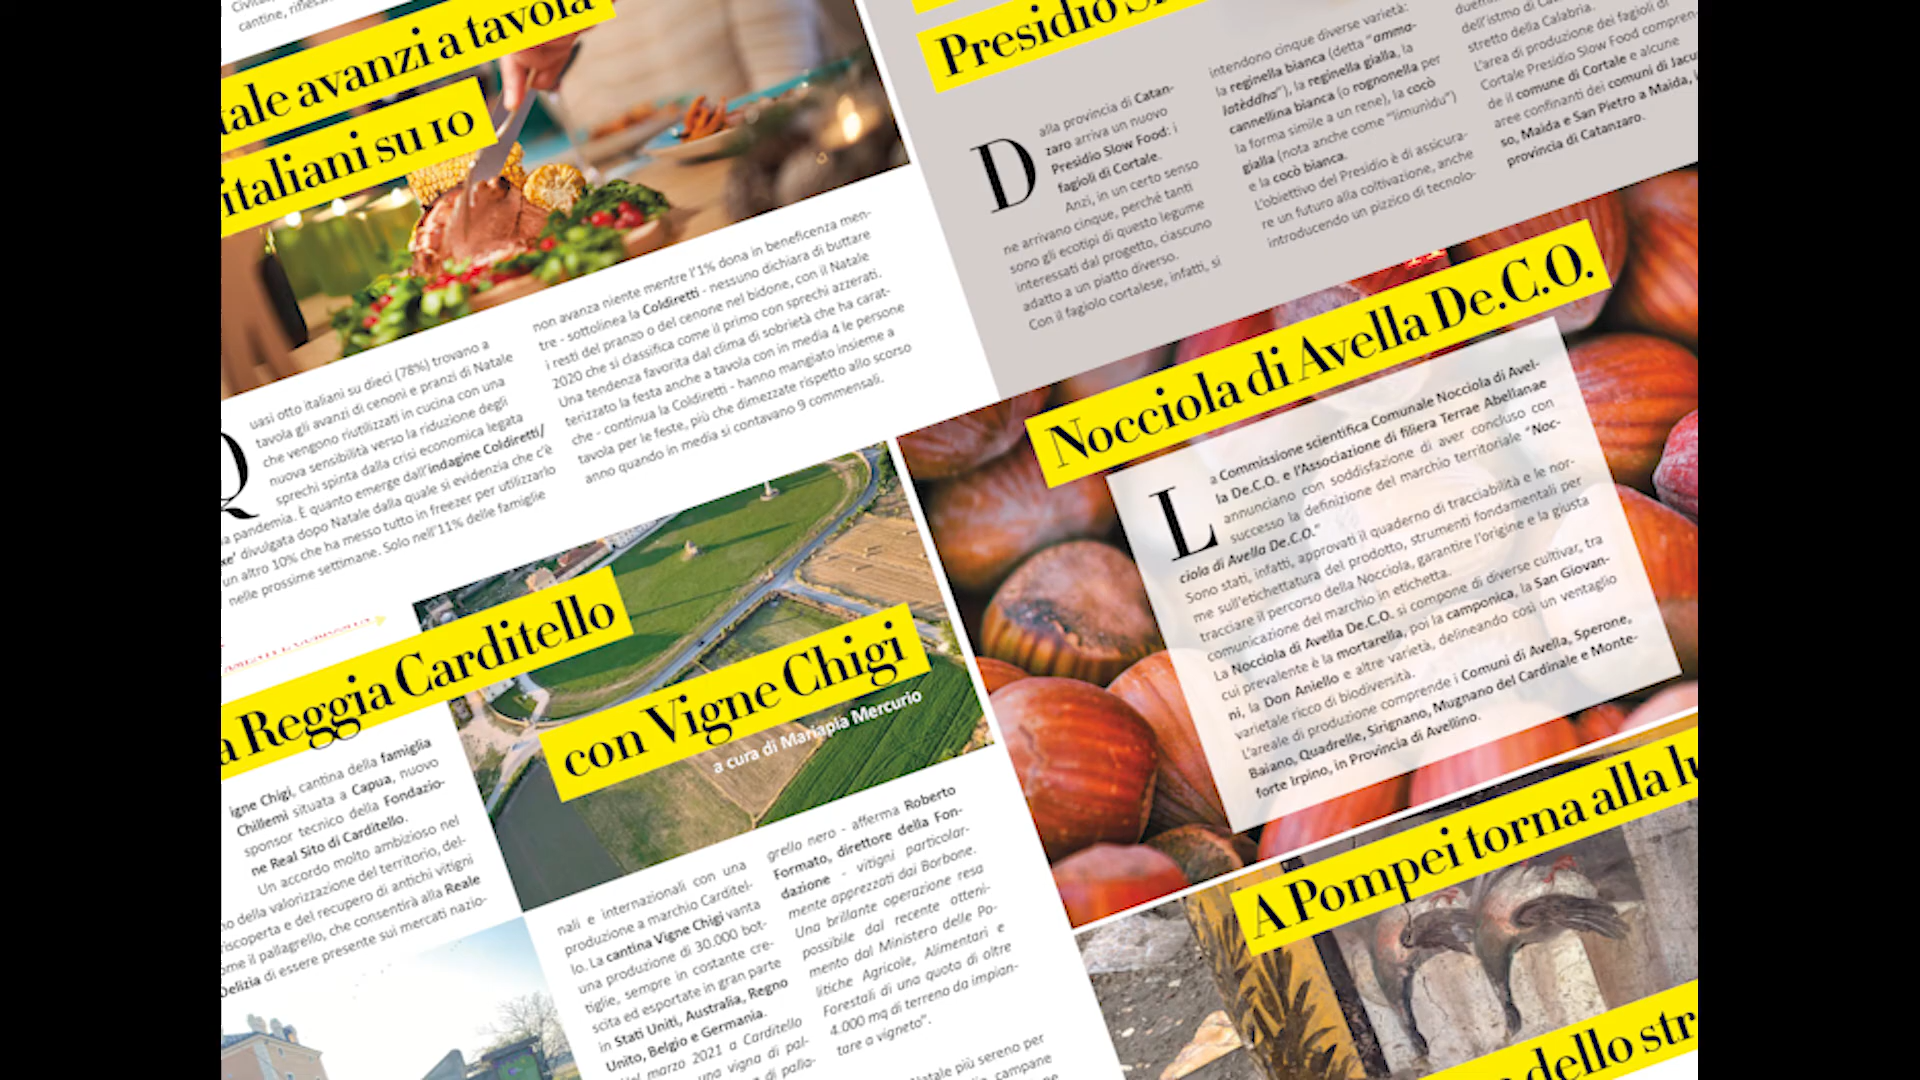 cantine,
tale avanzi a tavola
italiani su 10
uasi otto italiani su dieci (78%) trovano a
tavola gli avanzi di cenoni e pranzi di Natale
che vengono riutilizzati in cucina con una
nuova sensibilità verso la riduzione degli
Q
sprechi spinta dalla crisi economica legata
pandemia. È quanto emerge dall'indagine Coldiretti/
xe' divulgata dopo Natale dalla quale si evidenzia che c'è
un altro 10% che ha messo tutto in freezer per utilizzarlo
nelle prossime settimane. Solo nell'11% delle famiglie
non avanza niente mentre l'1% dona in beneficenza men-
tre - sottolinea la Coldiretti - nessuno dichiara di buttare
i resti del pranzo o del cenone nel bidone, con il Natale
2020 che si classifica come il primo con sprechi azzerati.
Una tendenza favorita dal clima di sobrietà che ha carat-
terizzato la festa anche a tavola con in media 4 le persone
che - continua la Coldiretti - hanno mangiato insieme a
tavola per le feste, più che dimezzate rispetto allo scorso
anno quando in media si contavano 9 commensali.
Presidio
D
alla provincia di Catan-
zaro arriva un nuovo
Presidio Slow Food: i
fagioli di Cortale.
Anzi, in un certo senso
ne arrivano cinque, perché tanti
sono gli ecotipi di questo legume
interessati dal progetto, ciascuno
adatto a un piatto diverso.
Con il fagiolo cortalese, infatti, si
intendono cinque diverse varietà:
la reginella bianca (detta "amma-
latèddha"), la reginella gialla, la
cannellina bianca (o rognonella per
la forma simile a un rene), la cocò
gialla (nota anche come "limunidu")
e la cocò bianca.
L'obiettivo del Presidio è di assicura-
re un futuro alla coltivazione, anche
introducendo un pizzico di tecnolo-
dell'istmo di
stretto della Calabria.
L'area di produzione dei fagioli di
Cortale Presidio Slow Food compren-
de il comune di Cortale e alcune
aree confinanti dei comuni di
so, Maida e San Pietro a Maida,
provincia di Catanzaro.
Nocciola di Avella De.C.O.
L
a Commissione scientifica Comunale Nocciola di Avel-
la De.C.O. e l'Associazione di filiera Terrae Abellanae
annunciano con soddisfazione di aver concluso con
successo la definizione del marchio territoriale "Noc-
ciola di Avella De.C.O."
Sono stati, infatti, approvati il quaderno di tracciabilità e le nor-
me sull'etichettatura del prodotto, strumenti fondamentali per
tracciare il percorso della Nocciola, garantire l'origine e la giusta
comunicazione del marchio in etichetta.
La Nocciola di Avella De.C.O. si compone di diverse cultivar, tra
cui prevalente è la mortarella, poi la camponica, la San Giovan-
ni, la Don Aniello e altre varietà, delineando così un ventaglio
varietale ricco di biodiversità.
L'areale di produzione comprende i Comuni di Avella, Sperone,
Baiano, Quadrelle, Sirignano, Mugnano del Cardinale e Monte-
forte Irpino, in Provincia di Avellino.
a Reggia Carditello
con Vigne Chigi
a cura di Mariapia Mercurio
igne Chigi, cantina della famiglia
Chillemi situata a Capua, nuovo
sponsor tecnico della Fondazio-
ne Real Sito di Carditello.
Un accordo molto ambizioso nel
della valorizzazione del territorio, del-
riscoperta e del recupero di antichi vitigni
ome il pallagrello, che consentirà alla Reale
Delizia di essere presente sui mercati nazio-
nali e internazionali con una
produzione a marchio Carditel-
lo. La cantina Vigne Chigi vanta
una produzione di 30.000 bot-
tiglie, sempre in costante cre-
scita ed esportate in gran parte
in Stati Uniti, Australia, Regno
Unito, Belgio e Germania.
marzo 2021 a Carditello
una vigna di pal-
di palla-
grello nero - afferma Roberto
Formato, direttore della Fon-
dazione - vitigni particolar-
mente apprezzati dai Borbone.
Una brillante operazione resa
possibile dal recente otteni-
mento dal Ministero delle Po-
litiche Agricole, Alimentari e
Forestali di una quota di oltre
4.000 mq di terreno da impian-
tare a vigneto".
Natale più sereno per
campane
A Pompei torna alla lu
dello str